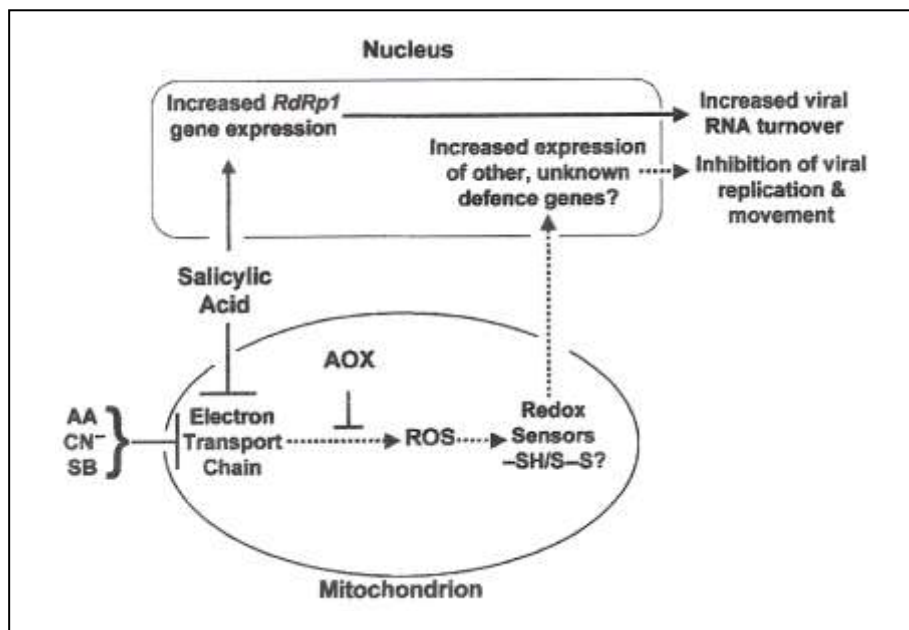 Nucleus
Increased RdRp1
gene expression
Increased viral
RNA turnover
Increased expression
of other, unknown
defence genes?
Inhibition of viral
replication &
movement
Salicylic
Acid
AOX
AA
CN–
SB
}
Electron
Transport
Chain
ROS
Redox
Sensors
–SH/S–S?
Mitochondrion